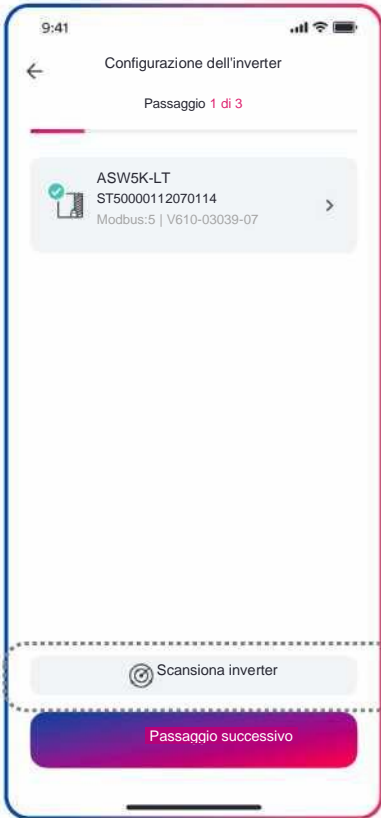 9:41
Configurazione dell'inverter
Passaggio 1 di 3
ASW5K-LT
ST50000112070114
Modbus:5 | V610-03039-07
Scansiona inverter
Passaggio successivo